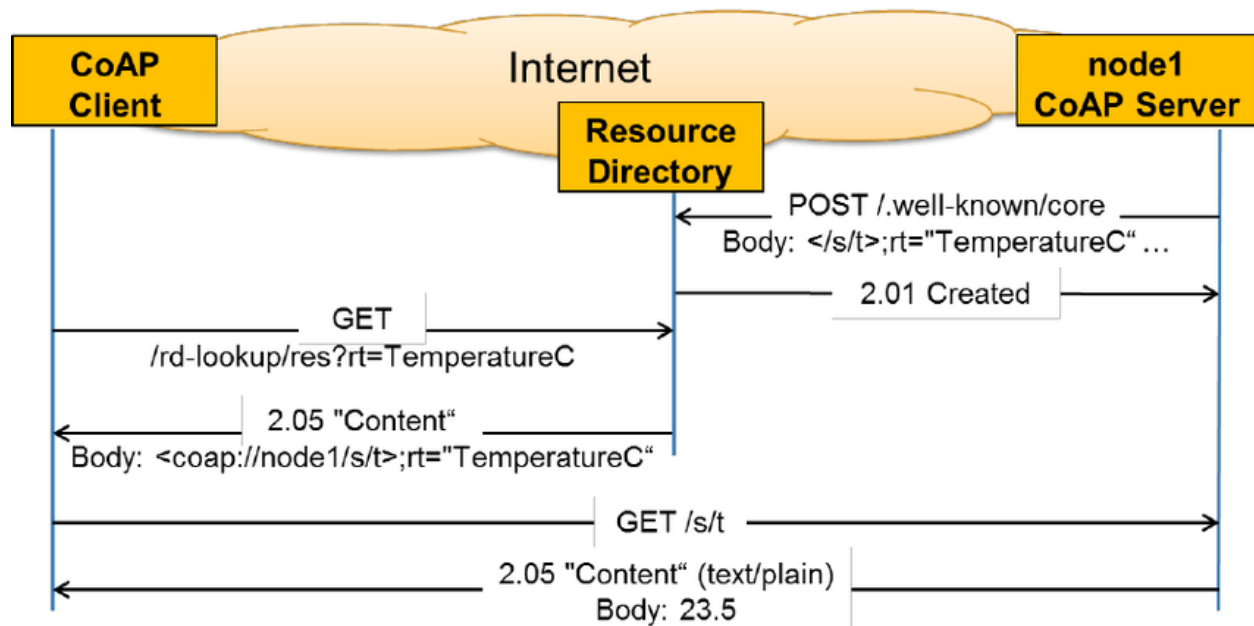 Internet
CoAP
Client
Resource
Directory
node1
CoAP Server
POST /.well-known/core
Body: </s/t>;rt="TemperatureC“ ...
2.01 Created
GET
/rd-lookup/res?rt=TemperatureC
2.05 "Content“
Body: <coap://node1/s/t>;rt="TemperatureC“
GET /s/t
2.05 "Content“ (text/plain)
Body: 23.5